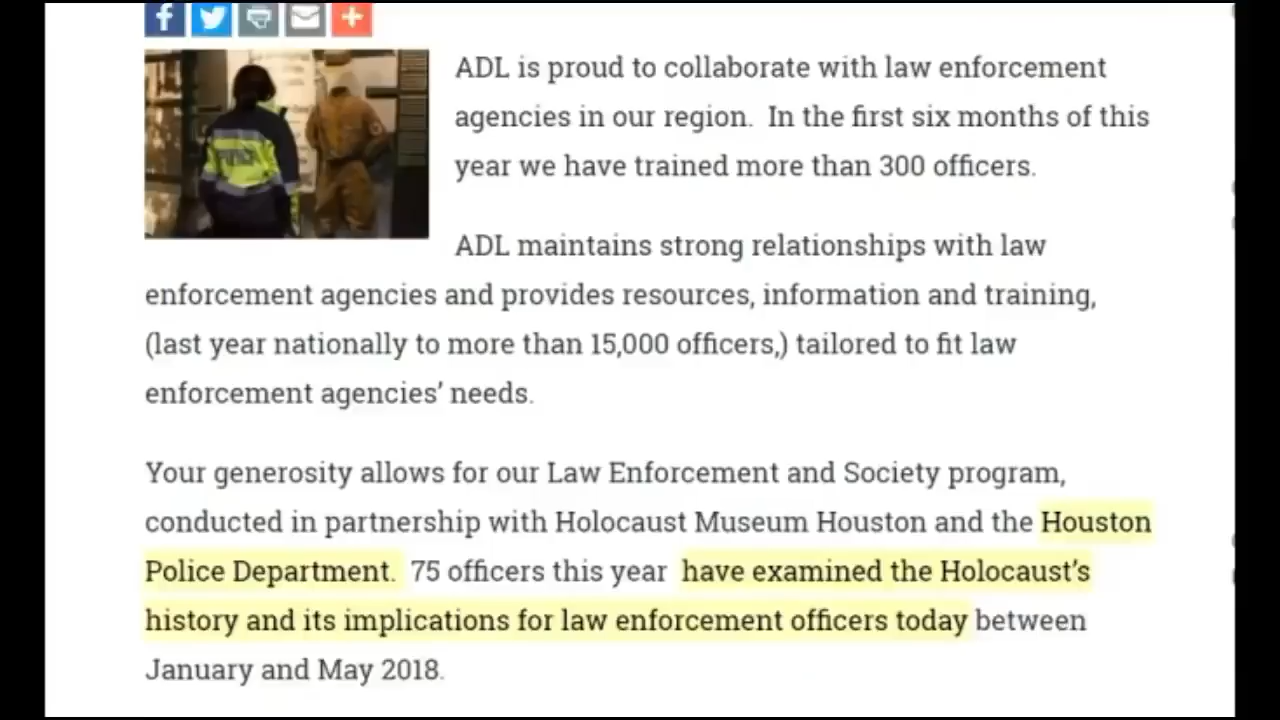 ADL is proud to collaborate with law enforcement
agencies in our region.  In the first six months of this
year we have trained more than 300 officers.
ADL maintains strong relationships with law
enforcement agencies and provides resources, information and training,
(last year nationally to more than 15,000 officers,) tailored to fit law
enforcement agencies’ needs.
Your generosity allows for our Law Enforcement and Society program,
conducted in partnership with Holocaust Museum Houston and the Houston
Police Department.  75 officers this year  have examined the Holocaust’s
history and its implications for law enforcement officers today between
January and May 2018.